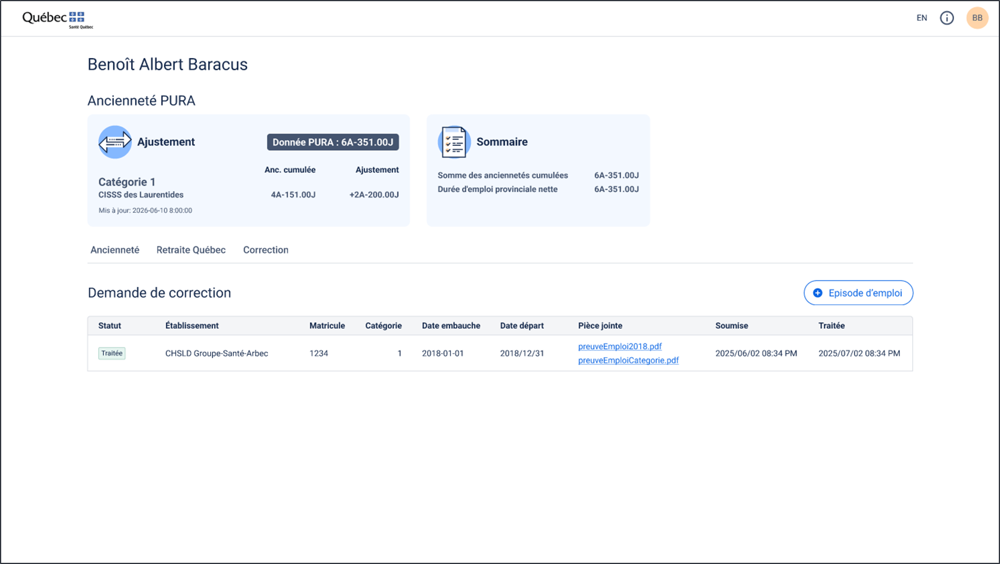 Québec
Santé Québec
EN
BB
Benoît Albert Baracus
Ancienneté PURA
Ajustement
Donnée PURA : 6A-351.00J
Anc. cumulée Ajustement
Catégorie 1
CISSS des Laurentides 4A-151.00J +2A-200.00J
Mis à jour: 2026-06-10 8:00:00
Sommaire
Somme des anciennetés cumulées 6A-351.00J
Durée d'emploi provinciale nette 6A-351.00J
Ancienneté Retraite Québec Correction
Demande de correction
Episode d’emploi
Statut Établissement Matricule Catégorie Date embauche Date départ Pièce jointe Soumise Traitée
Traitée CHSLD Groupe-Santé-Arbec 1234 1 2018-01-01 2018/12/31 preuveEmploi2018.pdf 2025/06/02 08:34 PM 2025/07/02 08:34 PM
preuveEmploiCategorie.pdf